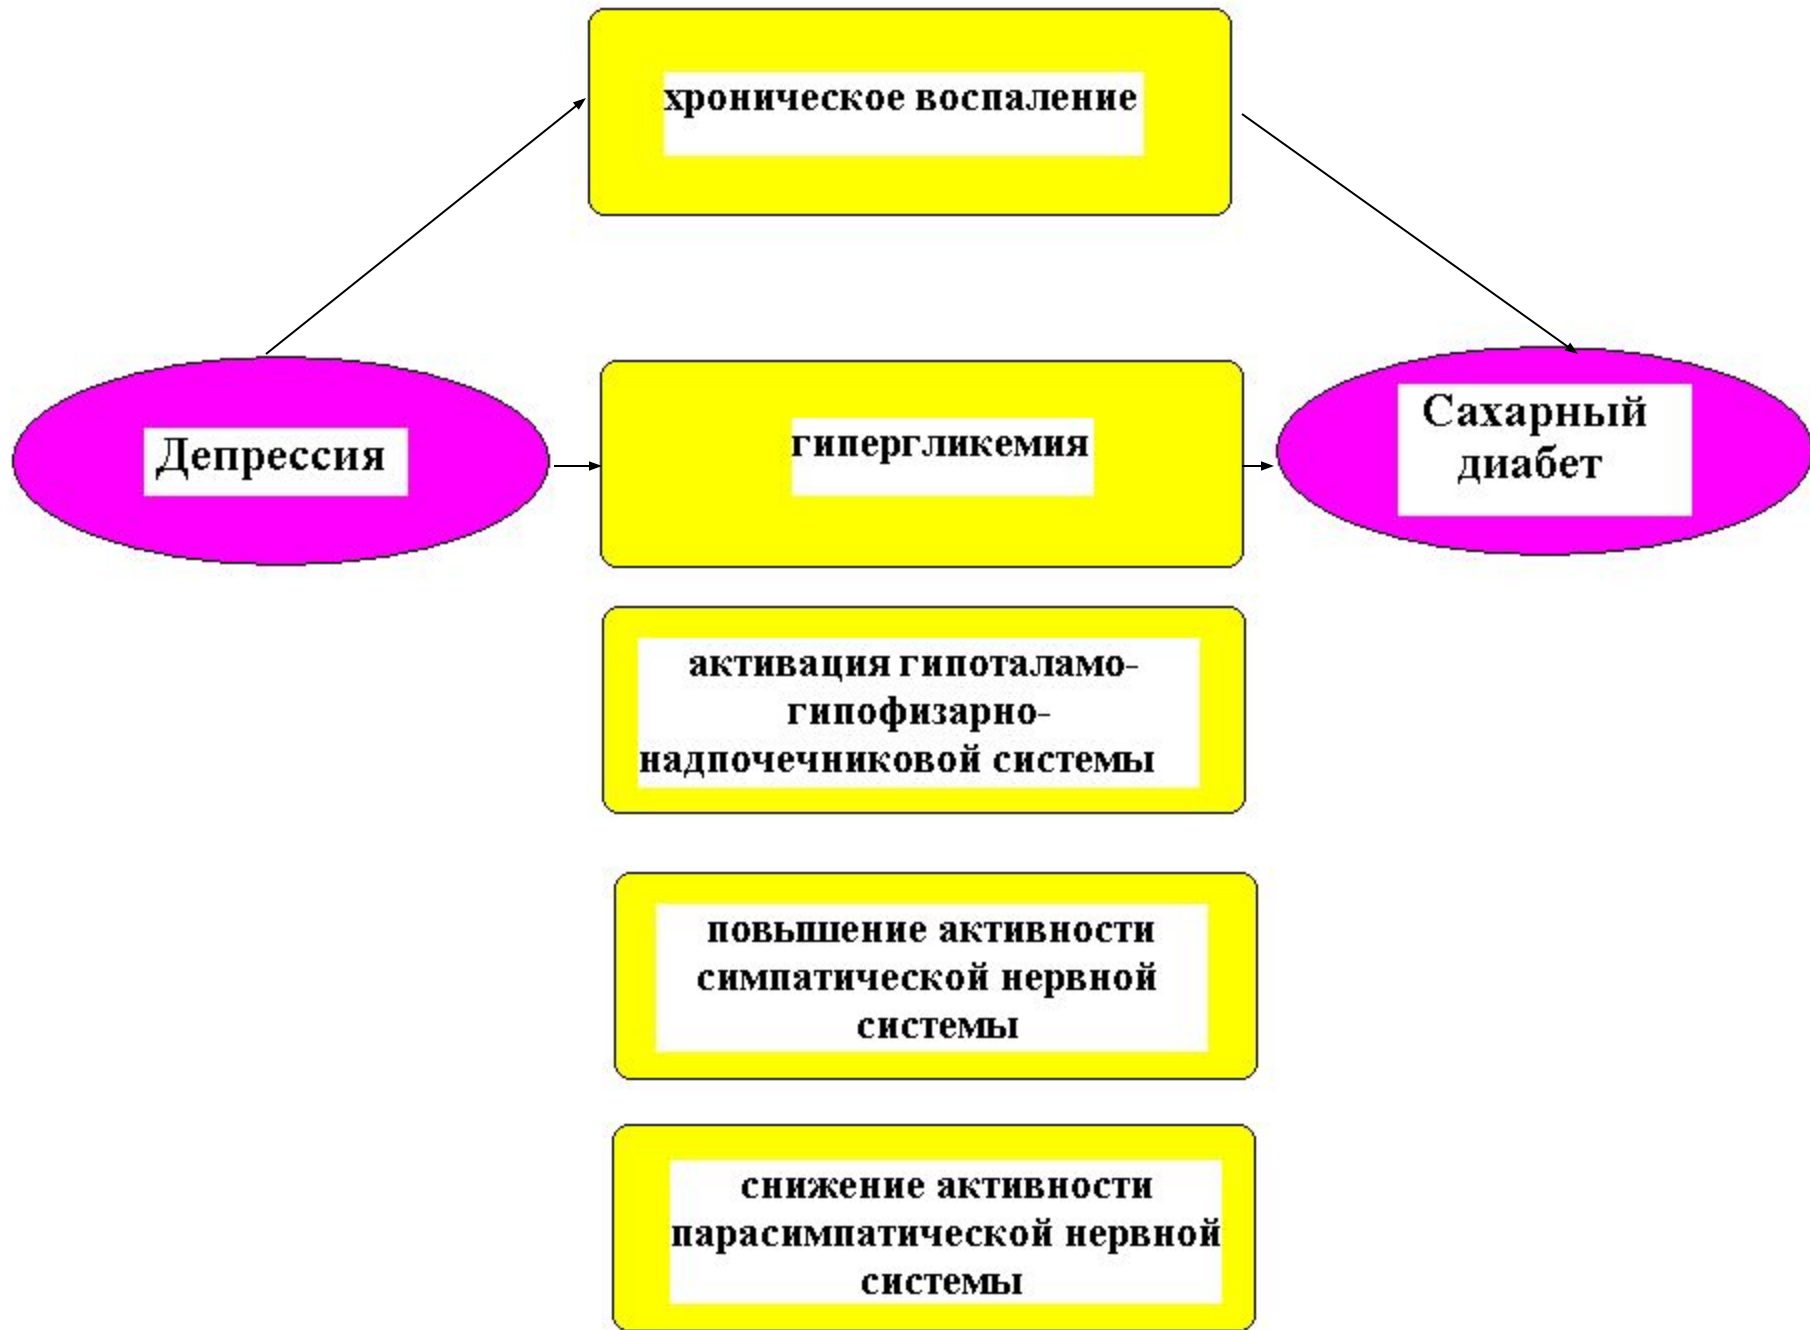 хроническое воспаление
Депрессия
гипергликемия
Сахарный
диабет
активация гипоталамо-
гипофизарно-
надпочечниковой системы
повышение активности
симпатической нервной
системы
снижение активности
парасимпатической нервной
системы